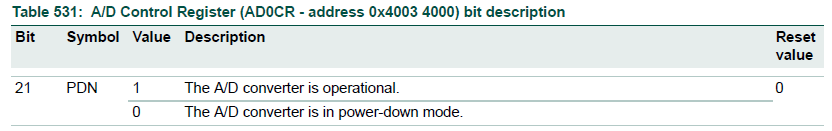 Table 531: A/D Control Register (AD0CR - address 0x4003 4000) bit description
Bit Symbol Value Description Reset value
21 PDN 1 The A/D converter is operational. 0
0 The A/D converter is in power-down mode.